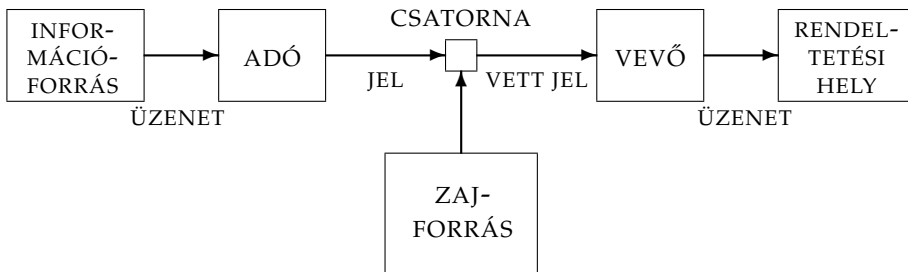 CSATORNA
INFOR-
MÁCIÓ-
FORRÁS
ADÓ
VEVŐ
RENDEL-
TETÉSI
HELY
ÜZENET
JEL
VETT JEL
ÜZENET
ZAJ-
FORRÁS